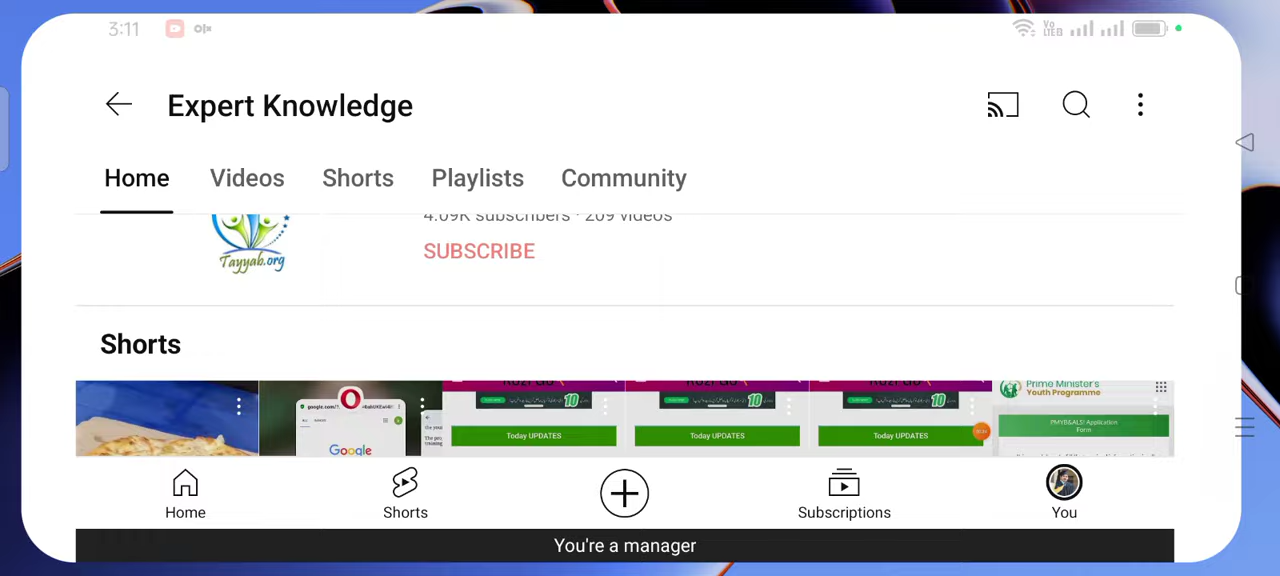 3:11
Expert Knowledge
Home Videos Shorts Playlists Community
4.09K subscribers · 209 videos
Tayyab.org
SUBSCRIBE
Shorts
Today UPDATES
Today UPDATES
Today UPDATES
Prime Minister's
Youth Programme
PMYB&ALS! Application
Form
google.com/
Google
Home
Shorts
Subscriptions
You
You're a manager